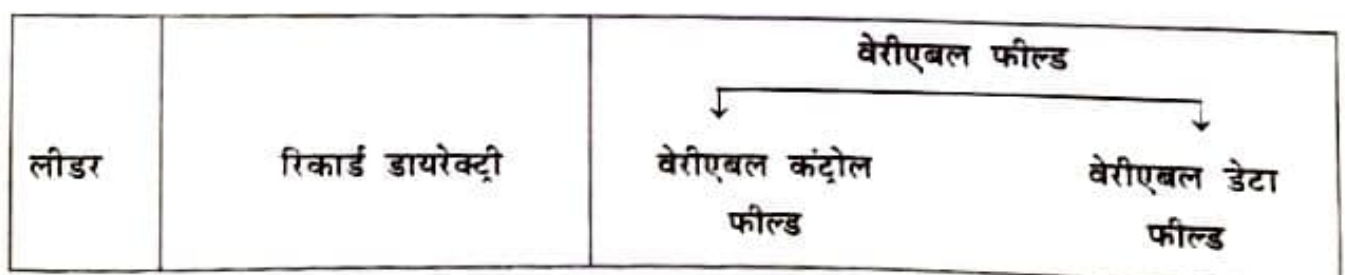 वेरीएबल फील्ड
लीडर
रिकार्ड डायरेक्ट्री
वेरीएबल कंट्रोल
फील्ड
वेरीएबल डेटा
फील्ड